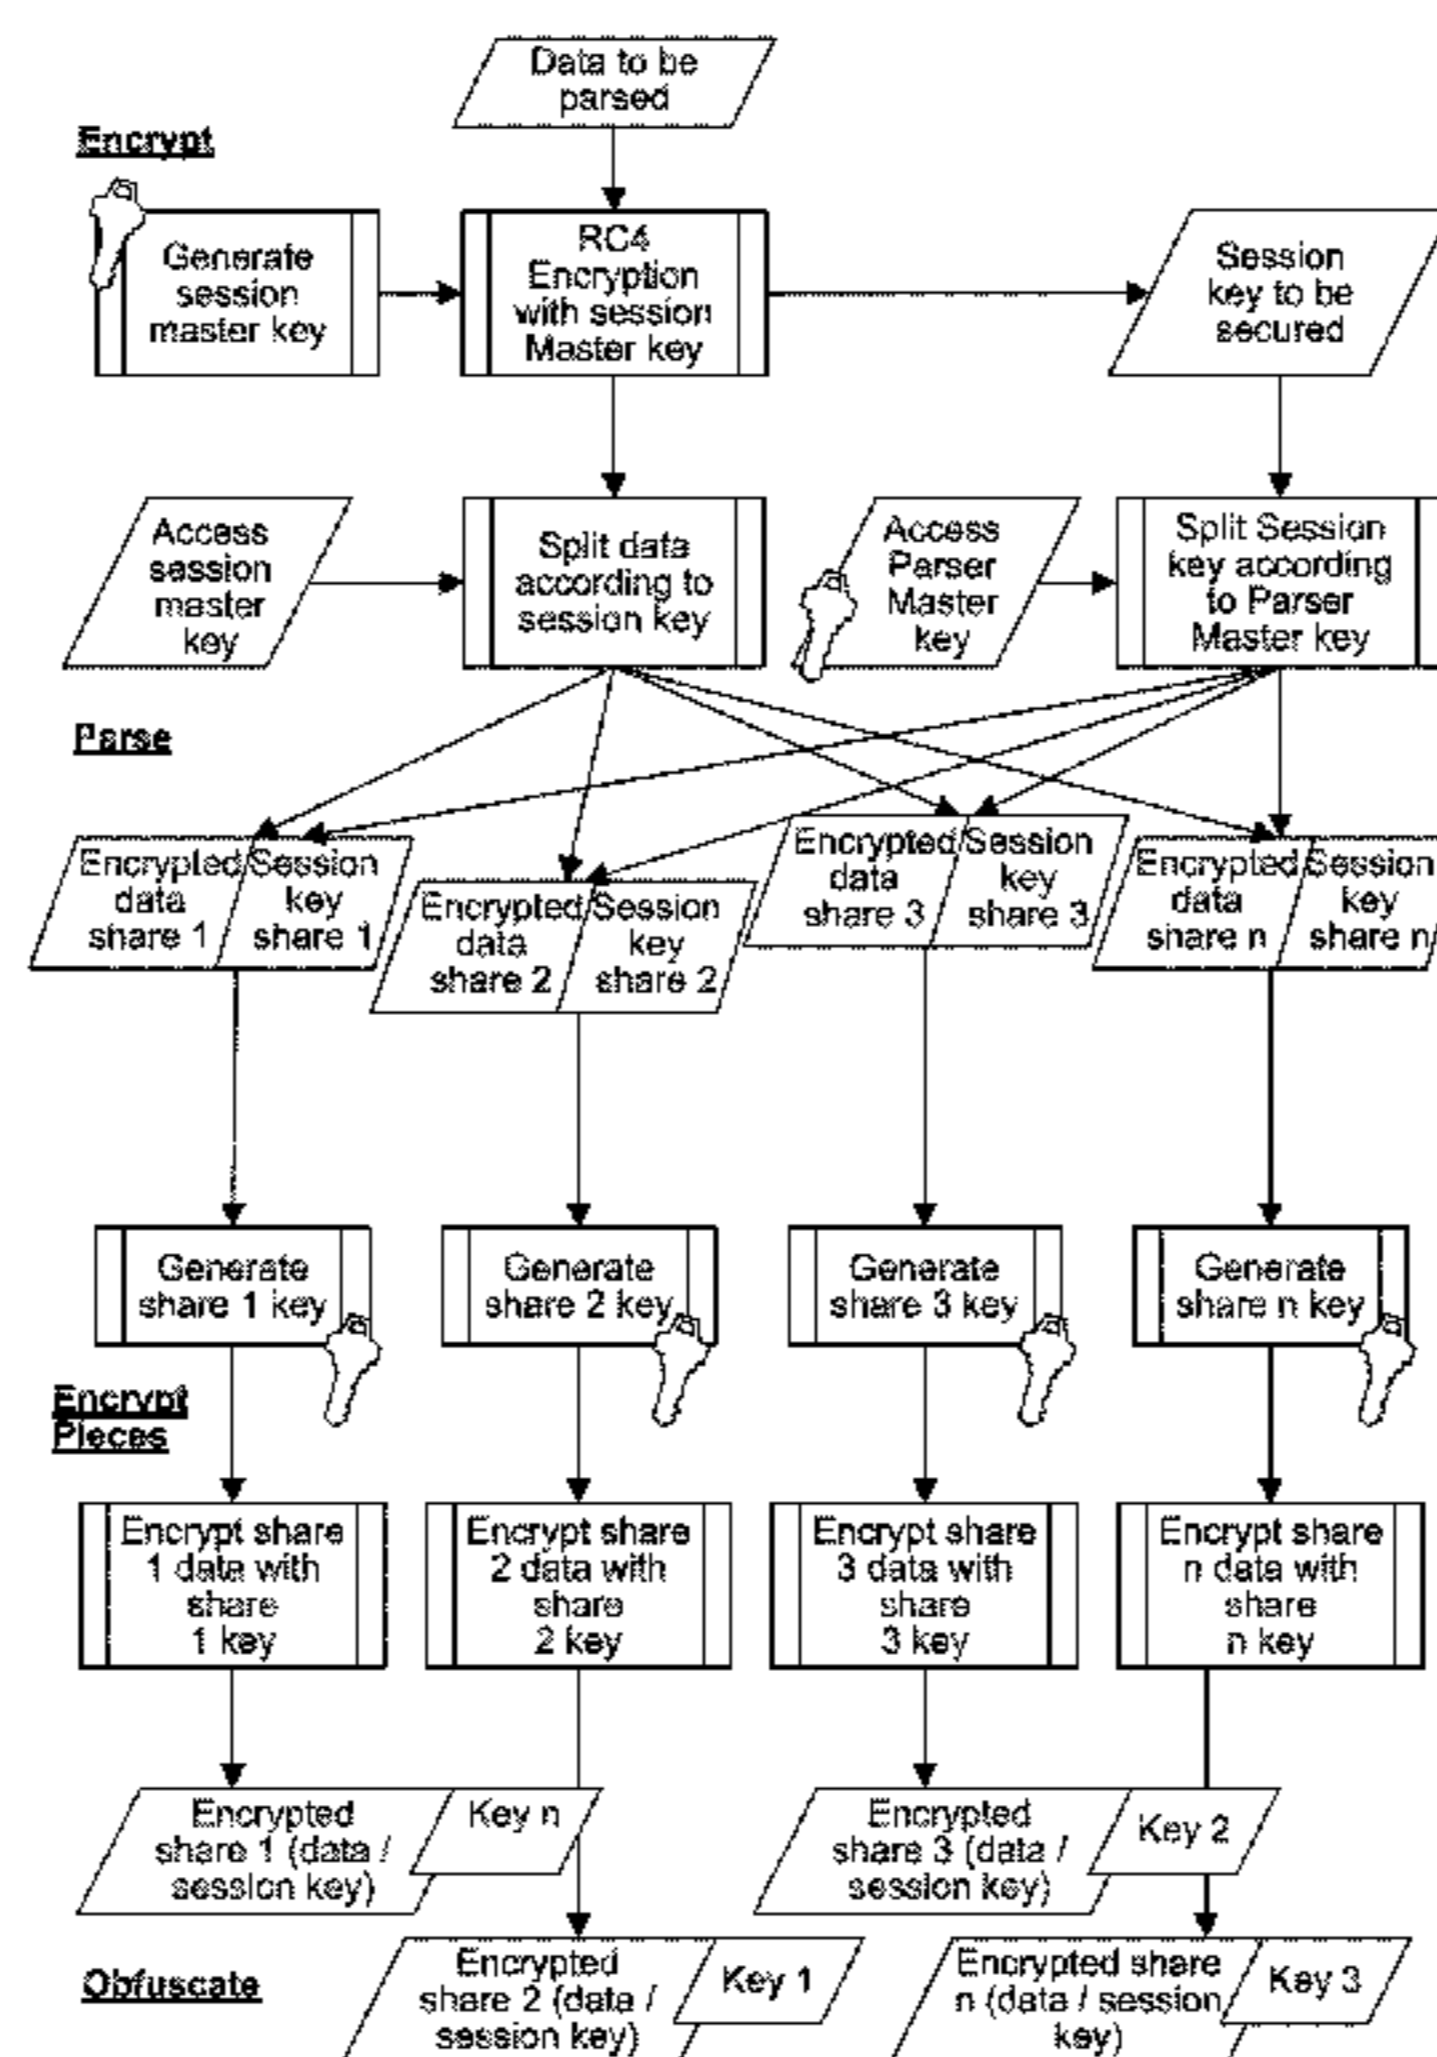 Data to be
parsed
Encrypt
Generate
session
master key
RC4
Encryption
with session
Master key
Session
key to be
secured
Access
session
master
key
Split data
according to
session key
Access
Parser
Master
key
Split Session
key according
to Parser
Master key
Parse
Encrypted
data
share 1
Session
key
share 1
Encrypted
data
share 2
Session
key
share 2
Encrypted
data
share 3
Session
key
share 3
Encrypted
data
share n
Session
key
share n
Generate
share 1 key
Generate
share 2 key
Generate
share 3 key
Generate
share n key
Encrypt
Pieces
Encrypt share
1 data with
share
1 key
Encrypt share
2 data with
share
2 key
Encrypt share
3 data with
share
3 key
Encrypt share
n data with
share
n key
Encrypted
share 1 (data /
session key)
Key n
Encrypted
share 3 (data /
session key)
Key 2
Obfuscate
Encrypted
share 2 (data /
session key)
Key 1
Encrypted share
n (data / session
key)
Key 3